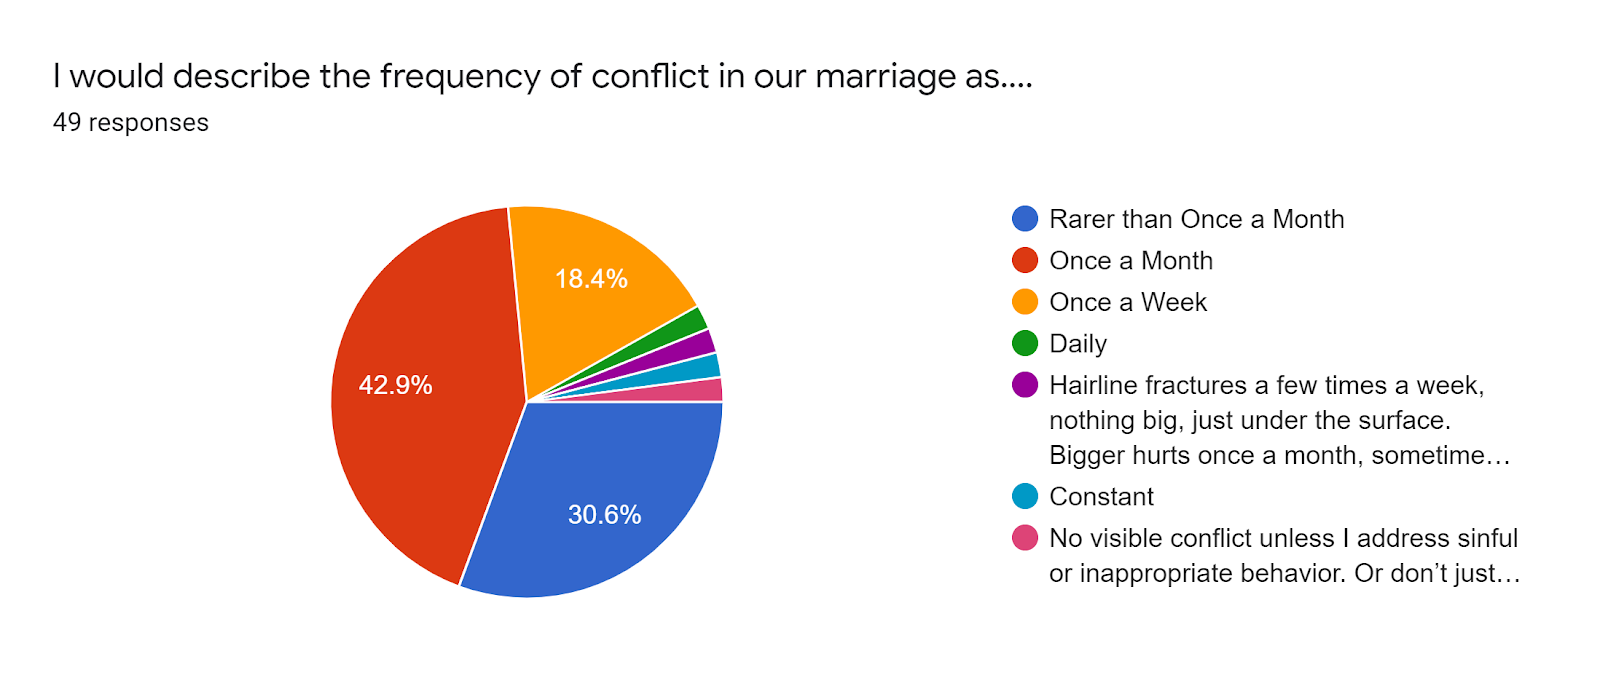 I would describe the frequency of conflict in our marriage as....
49 responses
18.4%
42.9%
30.6%
Rarer than Once a Month
Once a Month
Once a Week
Daily
Hairline fractures a few times a week,
nothing big, just under the surface.
Bigger hurts once a month, sometime…
Constant
No visible conflict unless I address sinful
or inappropriate behavior. Or don’t just…